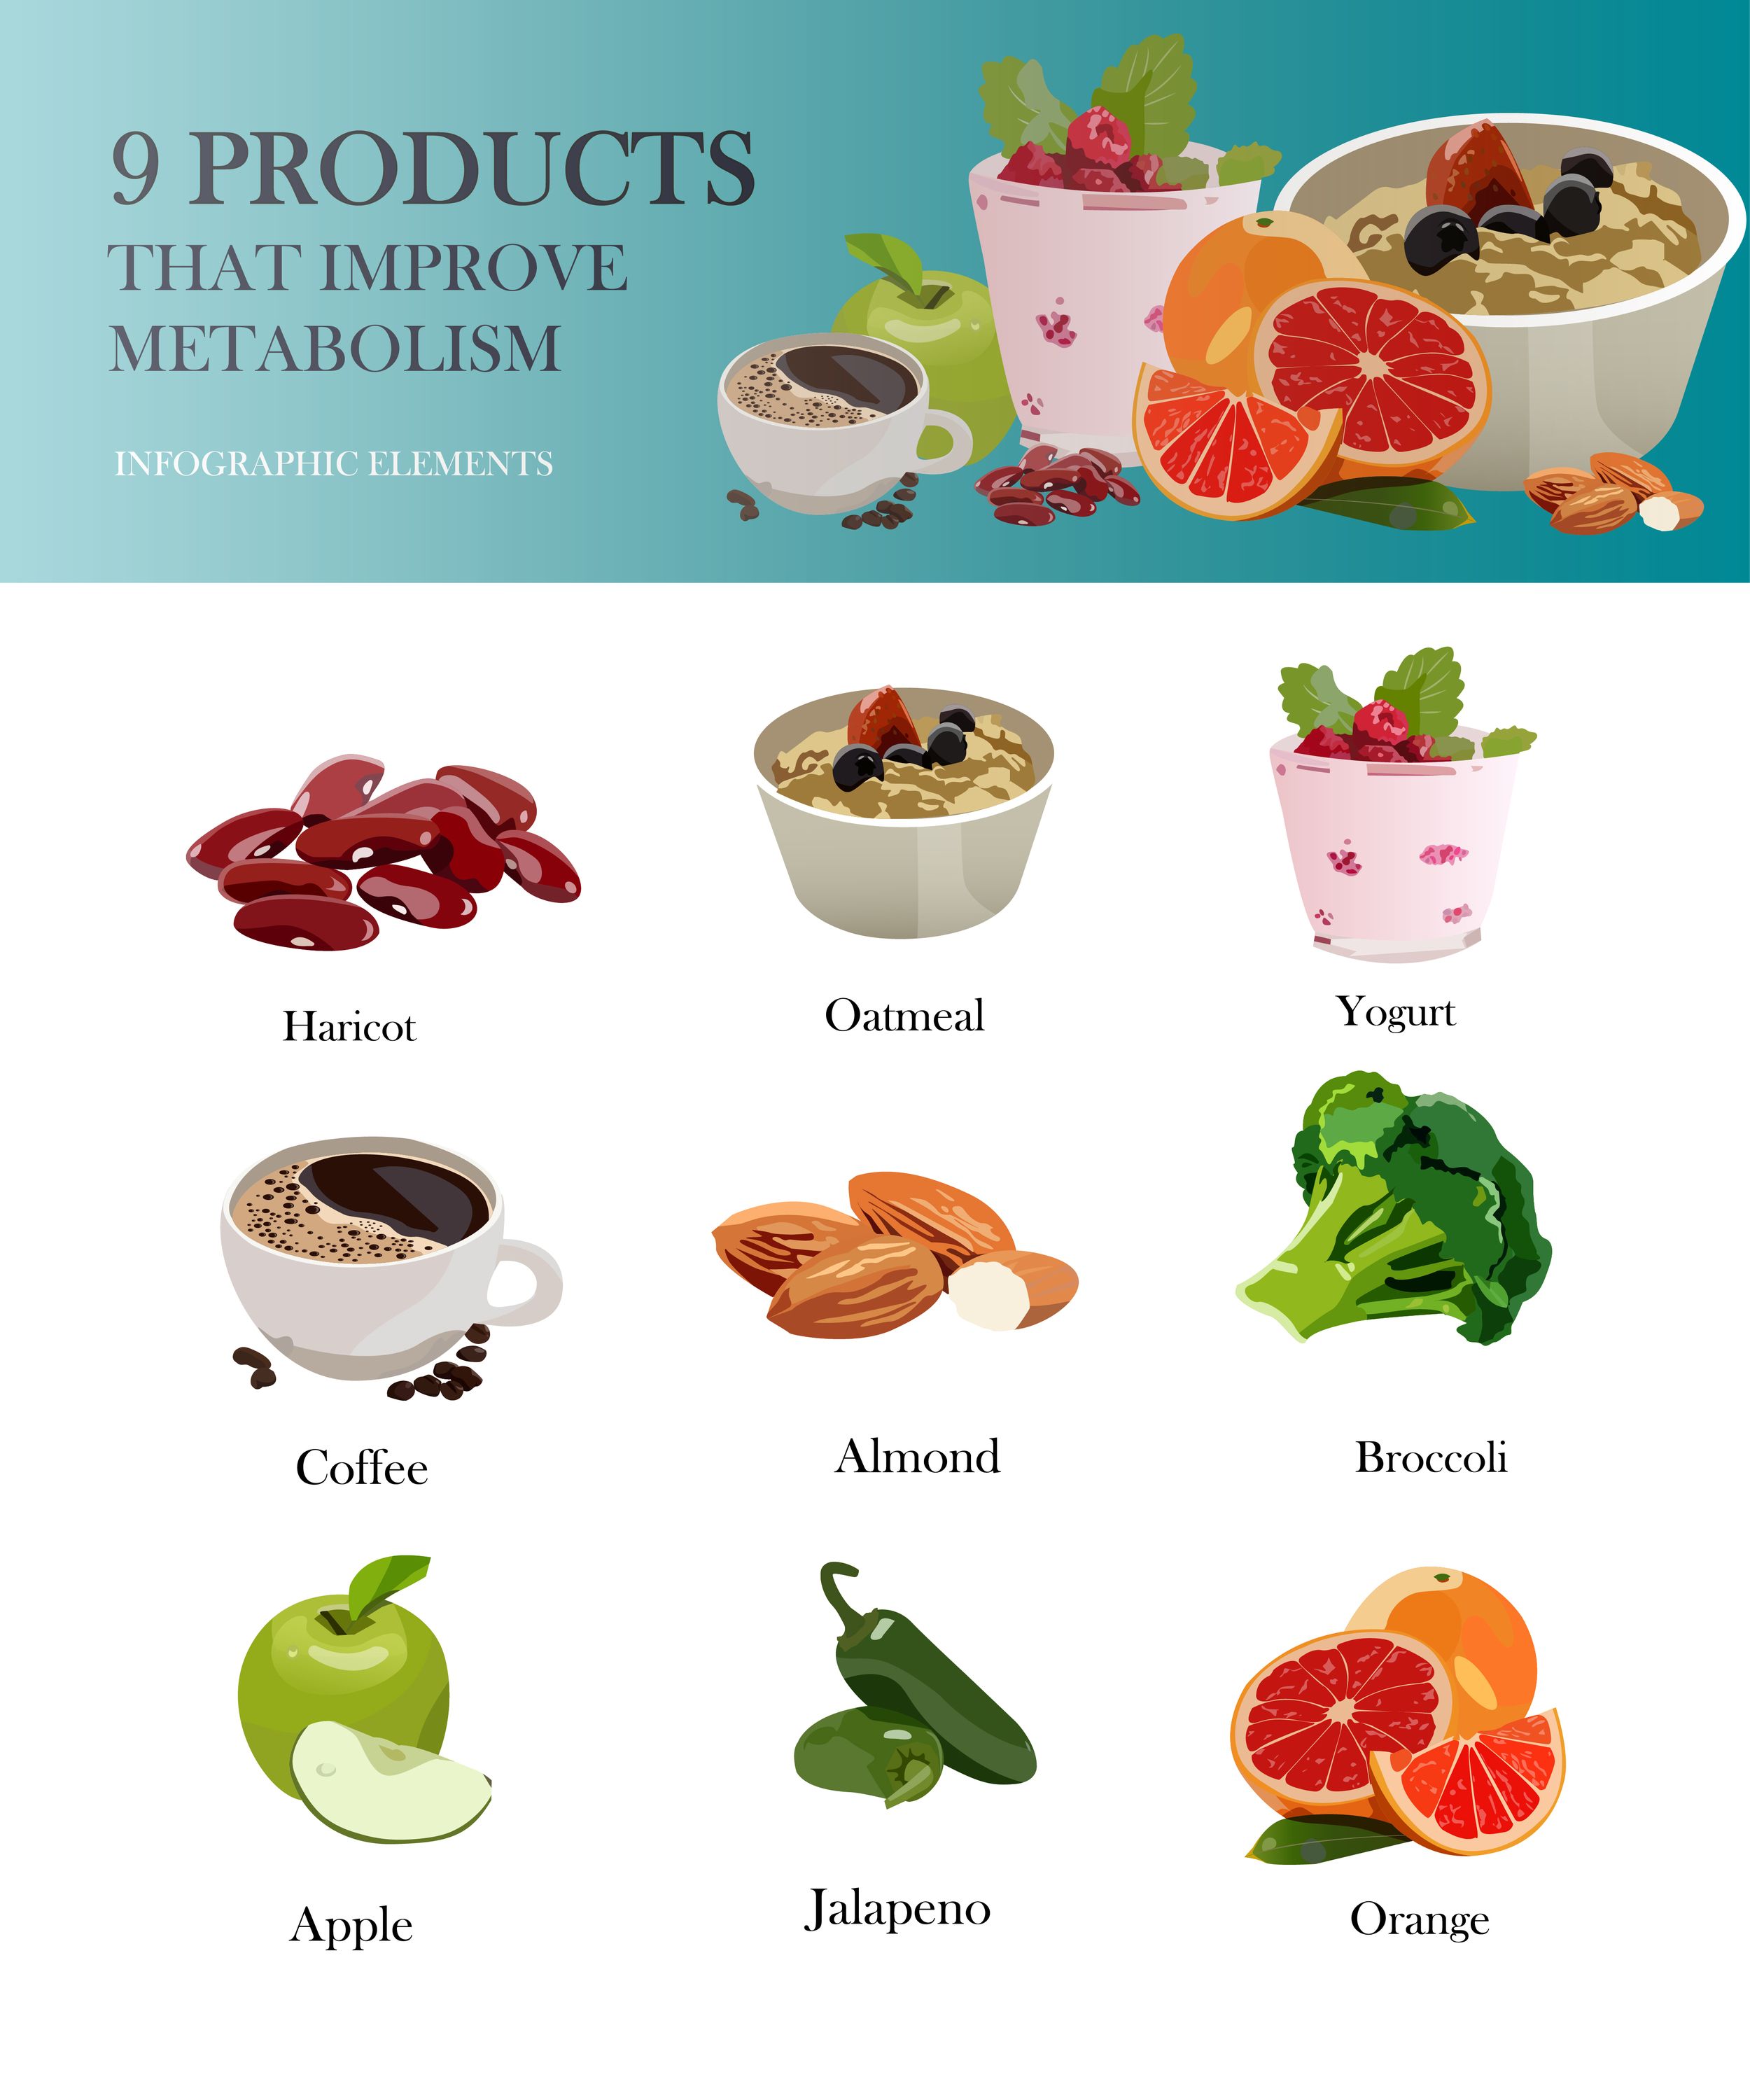 9 PRODUCTS
THAT IMPROVE
METABOLISM
INFOGRAPHIC ELEMENTS
Haricot
Oatmeal
Yogurt
Coffee
Almond
Broccoli
Apple
Jalapeno
Orange